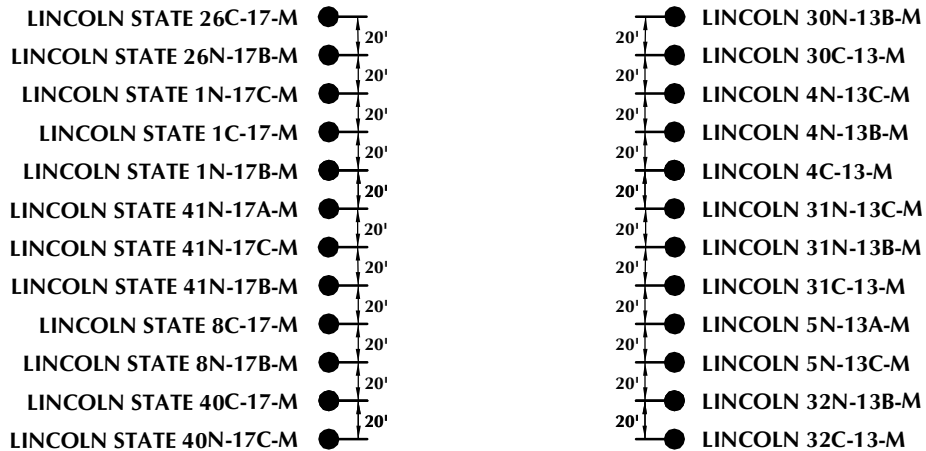 LINCOLN STATE 26C-17-M
LINCOLN 30N-13B-M
20'
20'
LINCOLN STATE 26N-17B-M
LINCOLN 30C-13-M
20'
20'
LINCOLN STATE 1N-17C-M
LINCOLN 4N-13C-M
20'
20'
LINCOLN STATE 1C-17-M
LINCOLN 4N-13B-M
20'
20'
LINCOLN STATE 1N-17B-M
LINCOLN 4C-13-M
20'
20'
LINCOLN STATE 41N-17A-M
LINCOLN 31N-13C-M
20'
20'
LINCOLN STATE 41N-17C-M
LINCOLN 31N-13B-M
20'
20'
LINCOLN STATE 41N-17B-M
LINCOLN 31C-13-M
20'
20'
LINCOLN STATE 8C-17-M
LINCOLN 5N-13A-M
20'
20'
LINCOLN STATE 8N-17B-M
LINCOLN 5N-13C-M
20'
20'
LINCOLN STATE 40C-17-M
LINCOLN 32N-13B-M
20'
20'
LINCOLN STATE 40N-17C-M
LINCOLN 32C-13-M